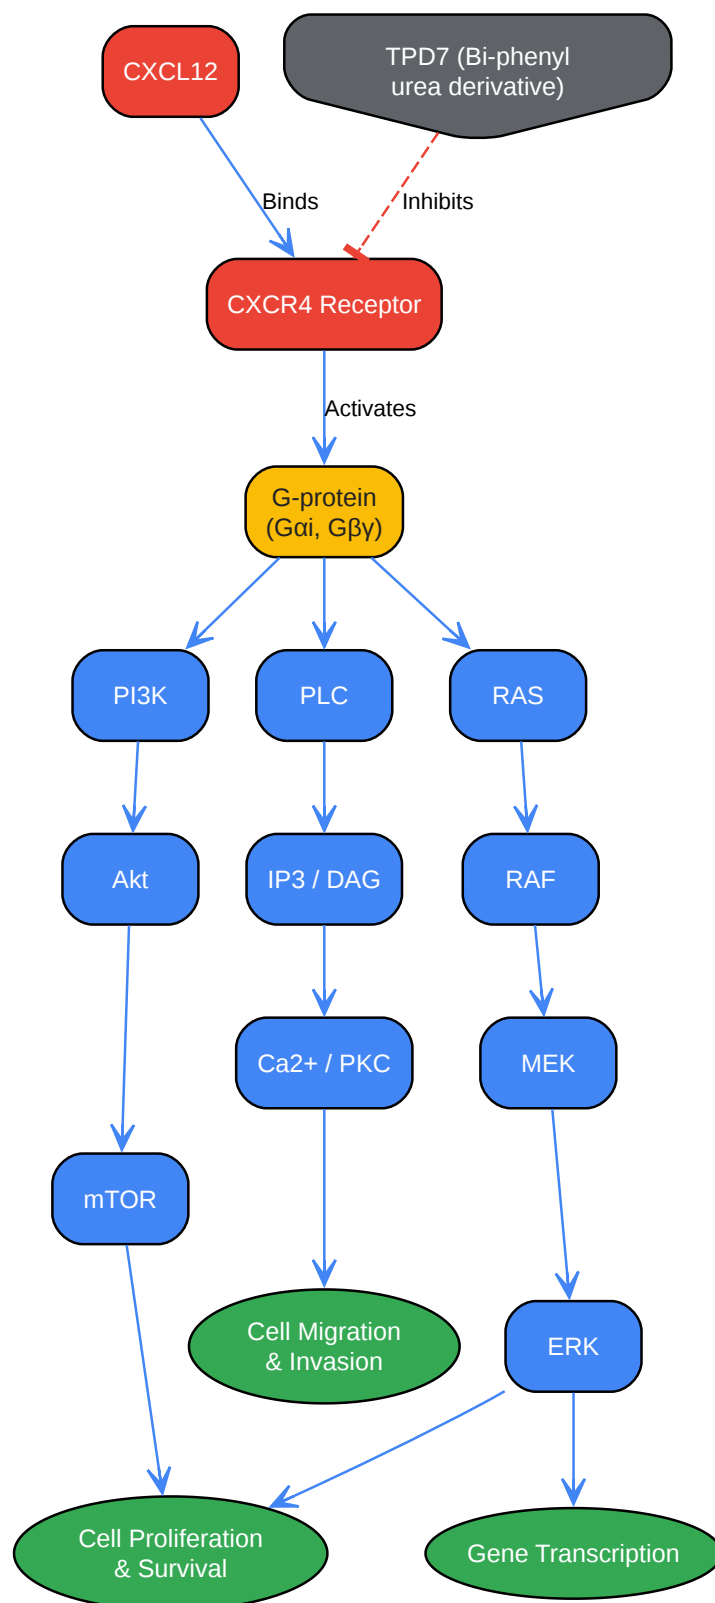 CXCL12
TPD7 (Bi-phenyl
urea derivative)
Binds
Inhibits
CXCR4 Receptor
Activates
G-protein
(Gαi, Gβγ)
PI3K
PLC
RAS
Akt
IP3 / DAG
RAF
Ca2+ / PKC
MEK
mTOR
Cell Migration
& Invasion
ERK
Cell Proliferation
& Survival
Gene Transcription